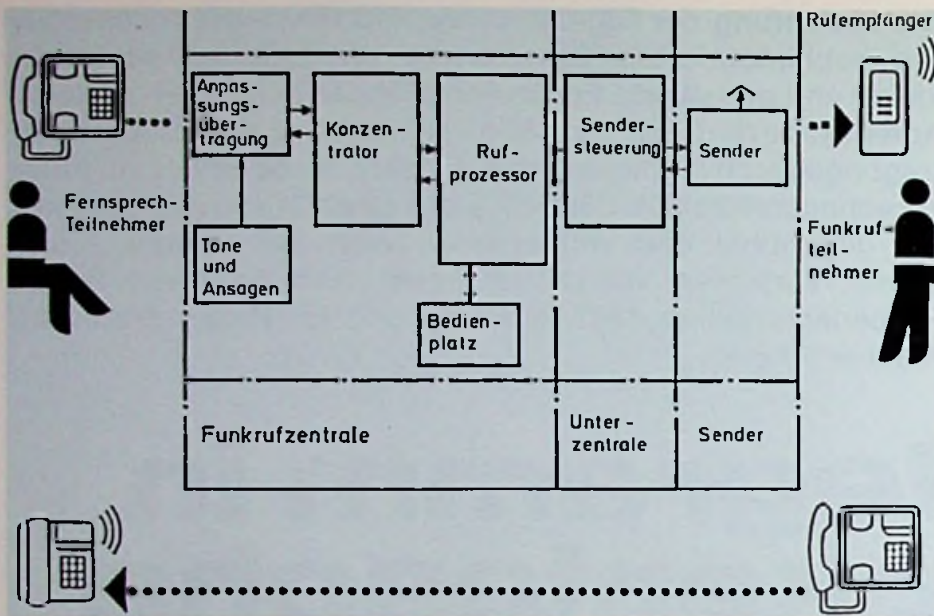 Rufempfänger
Anpas-
sungs-
über-
tragung
Konzen-
trator
Ruf-
prozessor
Sender-
steuerung
Sender
Fernsprech-
Teilnehmer
Funkruf
teil-
nehmer
Töne
und
Ansagen
Bedien-
platz
Funkrufzentrale
Unter-
zentrale
Sender